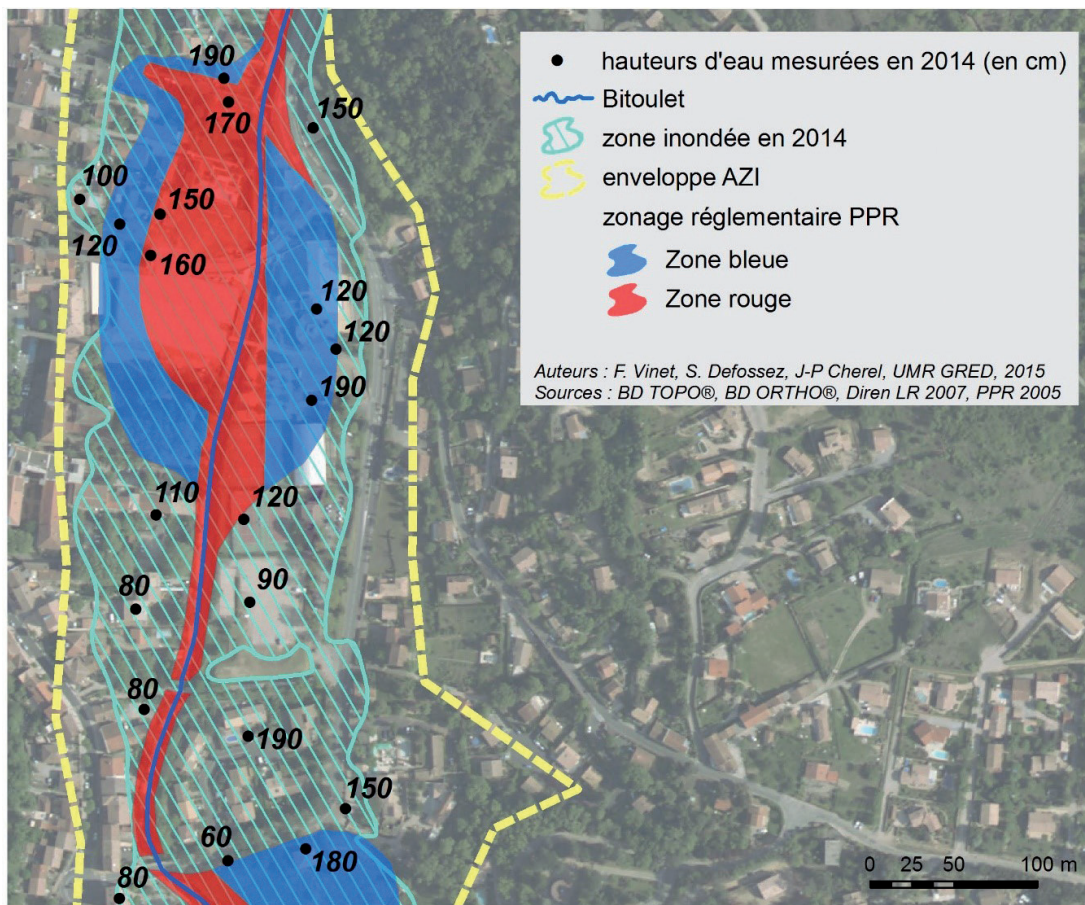 190
170
150
100
150
120
160
120
120
190
110
120
90
80
80
190
150
60
180
80
hauteurs d'eau mesurées en 2014 (en cm)
Bitoulet
zone inondée en 2014
enveloppe AZI
zonage réglementaire PPR
Zone bleue
Zone rouge
Auteurs : F. Vinet, S. Defossez, J-P Cherel, UMR GRED, 2015
Sources : BD TOPO®, BD ORTHO®, Diren LR 2007, PPR 2005
0 25 50 100 m